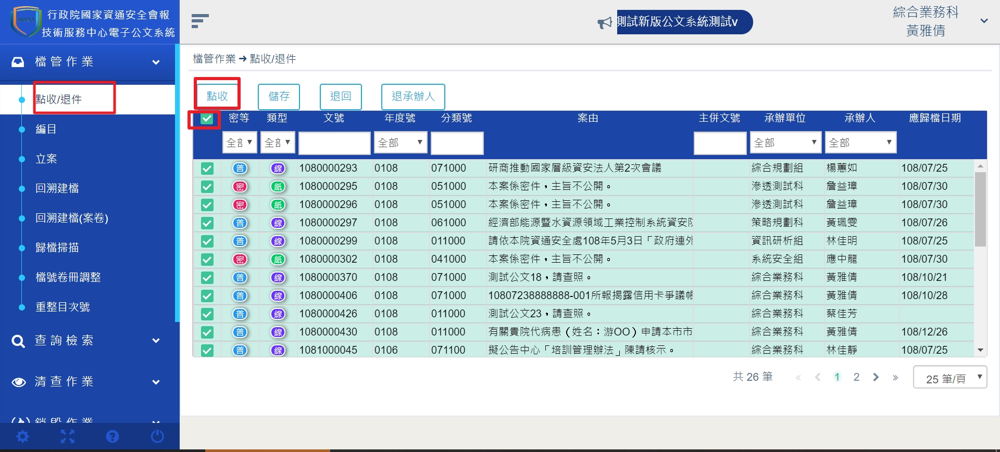 NCCST
行政院國家資通安全會報
技術服務中心電子公文系統
測試新版公文系統測試v
綜合業務科
黃雅倩
檔管作業
點收/退件
編目
立案
回溯建檔
回溯建檔(案卷)
歸檔掃描
檔號卷冊調整
重整目次號
查詢檢索
清查作業
銷毀作業
檔管作業 ➜ 點收/退件
點收 儲存 退回 退承辦人
密等 類型 文號 年度號 分類號 案由 主併文號 承辦單位 承辦人 應歸檔日期
全部 全部 全部 全部 全部
普 線 1080000293 0108 071000 研商推動國家層級資安法人第2次會議 綜合規劃組 楊蕙如 108/07/25
密 紙 1080000295 0108 051000 本案係密件，主旨不公開。 滲透測試科 詹益璋 108/07/30
密 紙 1080000296 0108 051000 本案係密件，主旨不公開。 滲透測試科 詹益璋 108/07/30
普 線 1080000297 0108 061000 經濟部能源暨水資源領域工業控制系統資安防 策略規劃科 黃珮雯 108/07/26
普 線 1080000299 0108 011000 請依本院資通安全處108年5月3日「政府連外 資訊研析組 林佳明 108/07/25
密 紙 1080000302 0108 041000 本案係密件，主旨不公開。 系統安全組 應中龍 108/07/30
普 線 1080000370 0108 071000 測試公文18，請查照。 綜合業務科 黃雅倩 108/10/21
普 線 1080000406 0108 071000 10807238888888-001所報揭露信用卡爭議帳 綜合業務科 黃雅倩 108/10/28
普 線 1080000426 0108 011000 測試公文23，請查照。 綜合業務科 蔡佳芳
普 線 1080000430 0108 011000 有關貴院代病患（姓名：游OO）申請本市市 綜合業務科 黃雅倩 108/12/26
普 線 1081000045 0106 071100 擬公告中心「培訓管理辦法」陳請核示。 綜合業務科 林佳靜 108/07/25
共 26 筆 « ‹ 1 2 › » 25 筆/頁